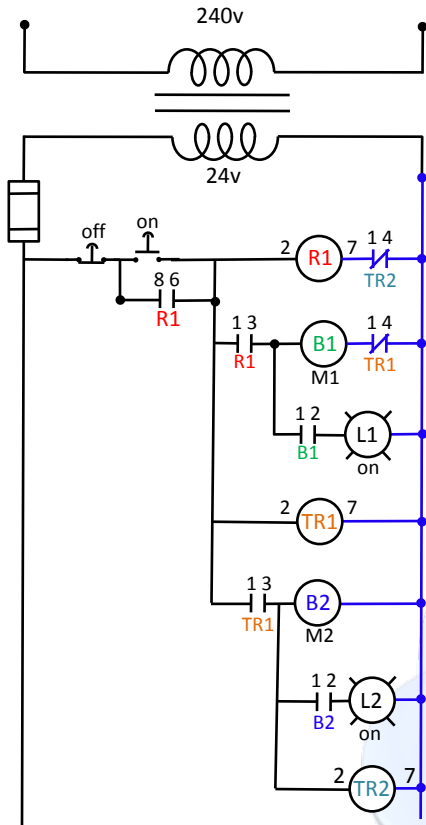 240v
24v
off
on
2 R1 7 1 4
TR2
8 6
R1
1 3
R1
B1
M1
1 4
TR1
1 2
B1
L1
on
2 TR1 7
1 3
TR1
B2
M2
1 2
B2
L2
on
2 TR2 7